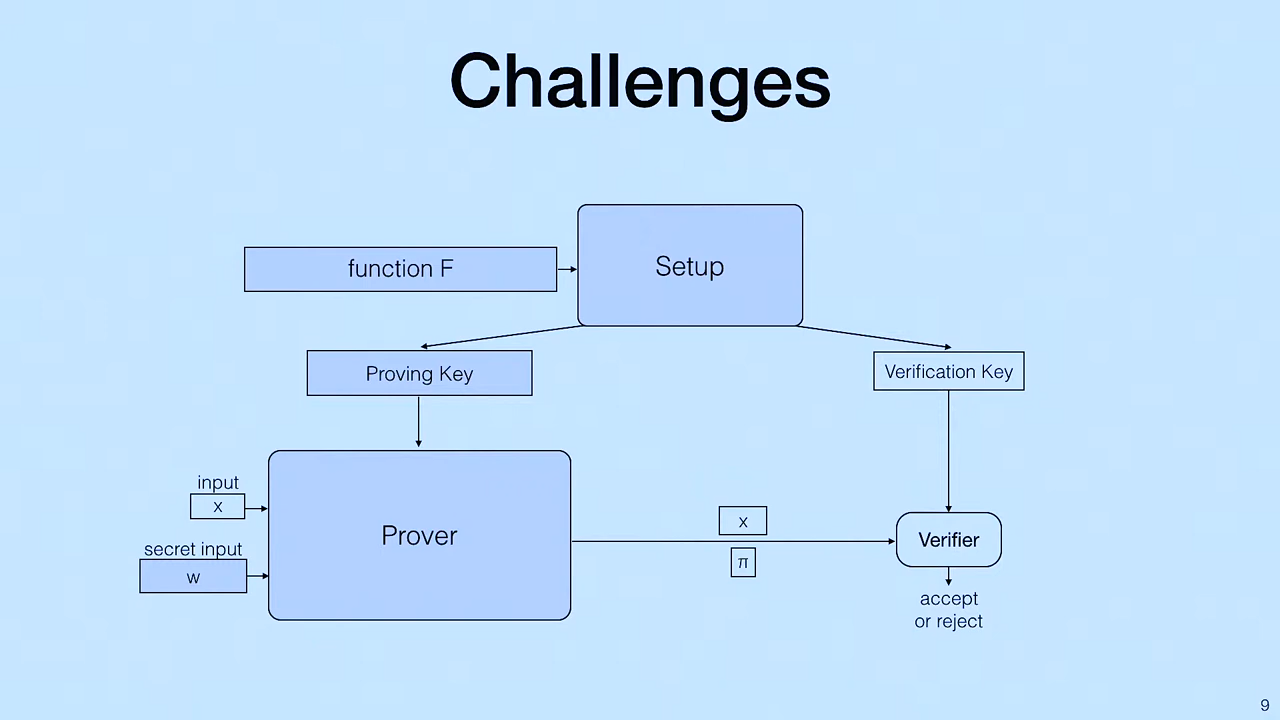 Challenges
function F
Setup
Proving Key
Verification Key
input
x
secret input
w
Prover
x
π
Verifier
accept
or reject
9